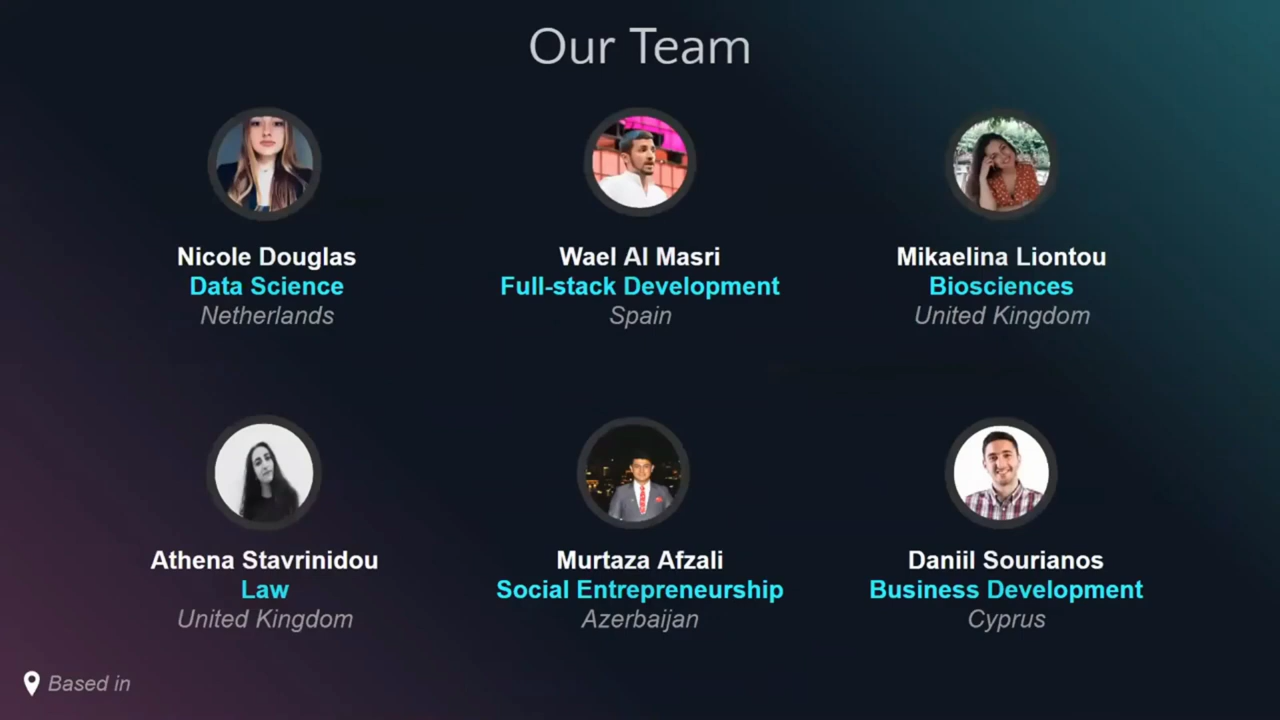 Our Team
Nicole Douglas
Data Science
Netherlands
Wael Al Masri
Full-stack Development
Spain
Mikaelina Liontou
Biosciences
United Kingdom
Athena Stavrinidou
Law
United Kingdom
Murtaza Afzali
Social Entrepreneurship
Azerbaijan
Daniil Sourianos
Business Development
Cyprus
Based in